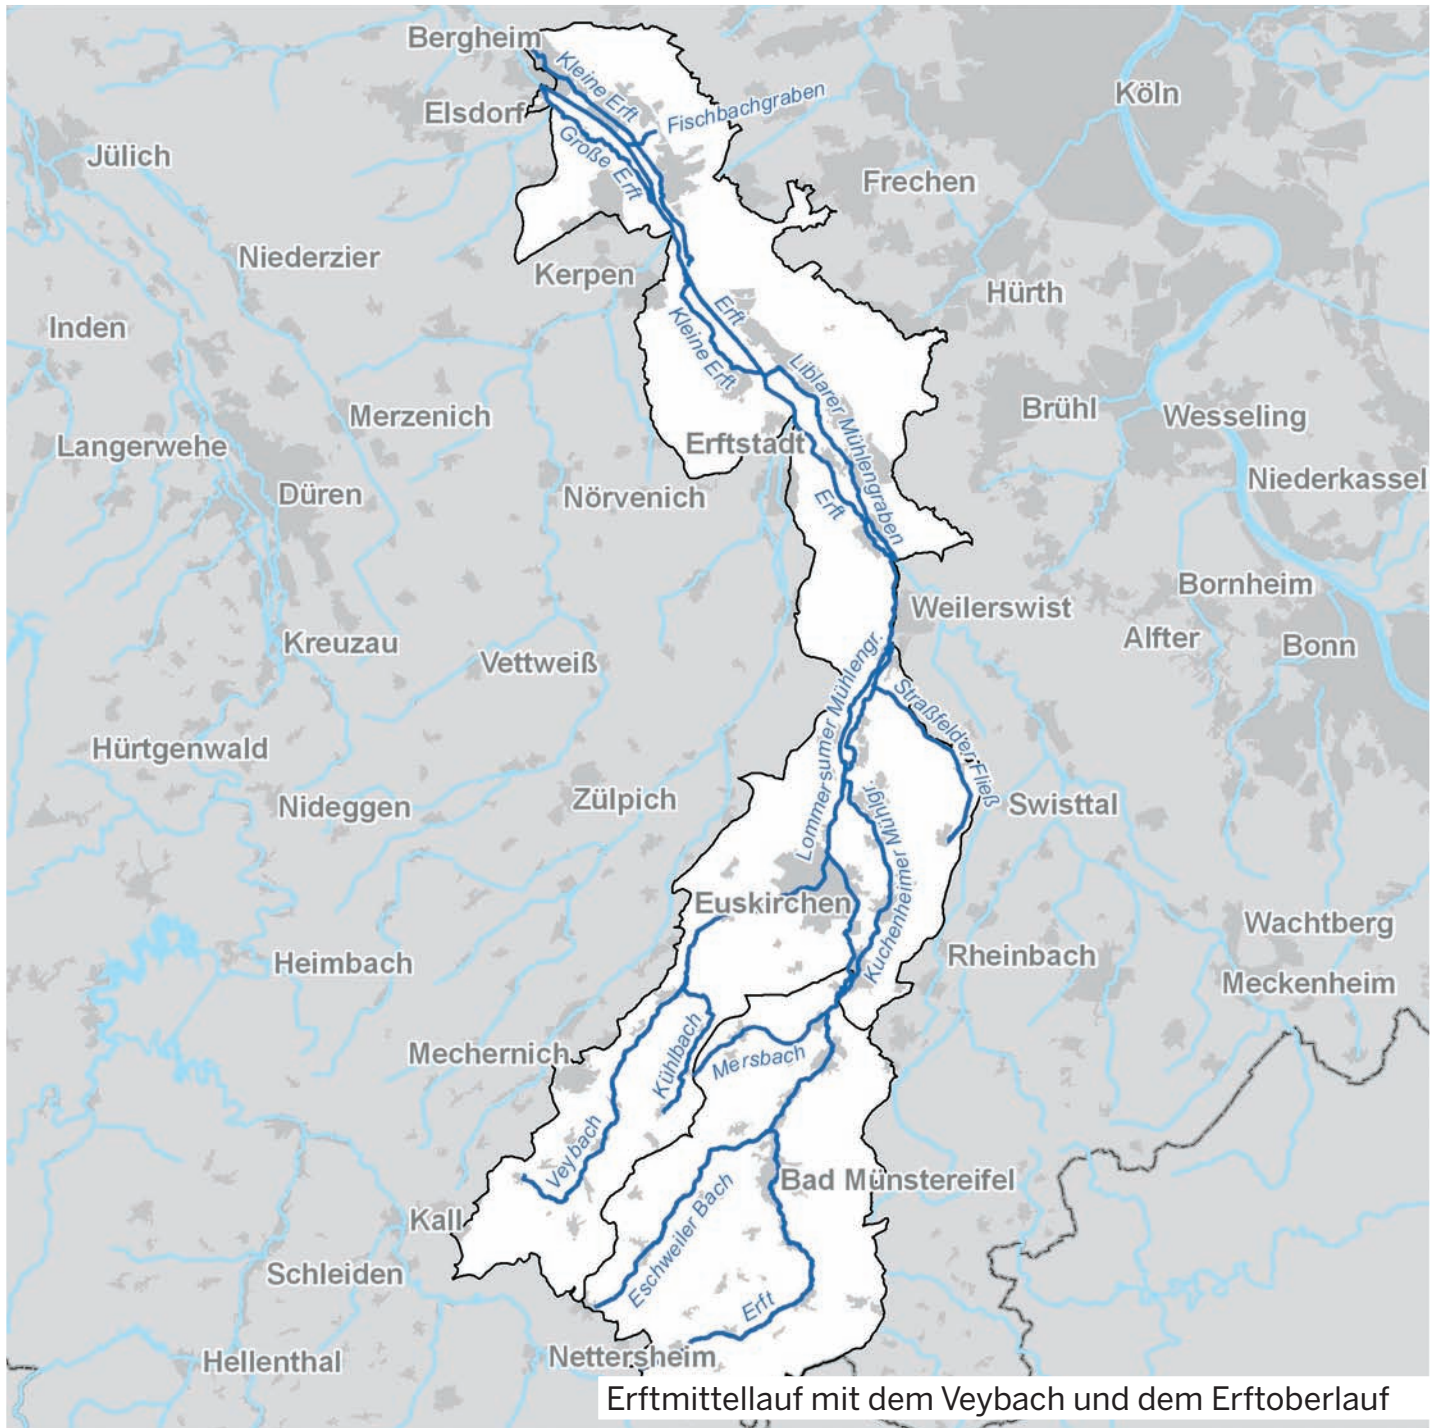 Bergheim
Kleine Erft
Fischbachgraben
Köln
Elsdorf
Große Erft
Jülich
Frechen
Niederzier
Kerpen
Hürth
Inden
Erft
Kleine Erft
Liblarer Mühlengraben
Merzenich
Brühl
Wesseling
Langerwehe
Erftstadt
Niederkassel
Düren
Nörvenich
Erft
Bornheim
Weilerswist
Alfter
Bonn
Kreuzau
Vettweiß
Lommersumer Mühlengr.
Straßfelder Fließ
Hürtgenwald
Nideggen
Zülpich
Swisttal
Kuchenheimer Mühlgr.
Euskirchen
Wachtberg
Heimbach
Rheinbach
Meckenheim
Mechernich
Kühlbach
Mersbach
Veybach
Bad Münstereifel
Kall
Eschweiler Bach
Schleiden
Erft
Hellenthal
Nettersheim
Erftmittellauf mit dem Veybach und dem Erftoberlauf